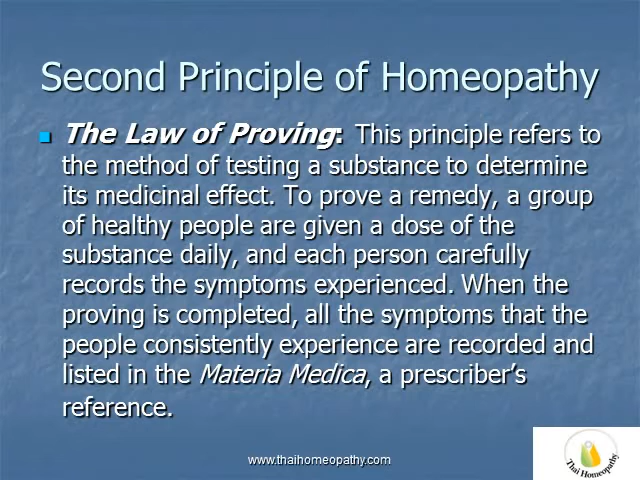 Second Principle of Homeopathy
The Law of Proving: This principle refers to
the method of testing a substance to determine
its medicinal effect. To prove a remedy, a group
of healthy people are given a dose of the
substance daily, and each person carefully
records the symptoms experienced. When the
proving is completed, all the symptoms that the
people consistently experience are recorded and
listed in the Materia Medica, a prescriber's
reference.
www.thaihomeopathy.com
Thai Homeopathy